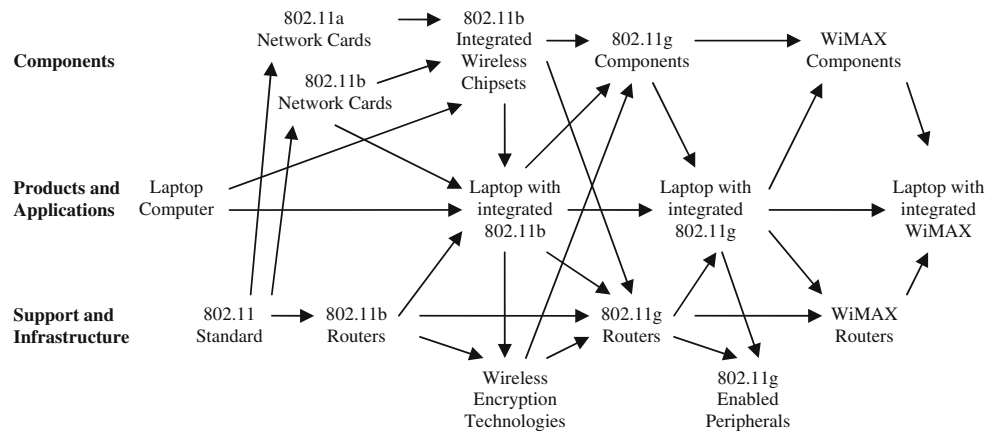 Components
802.11a
Network Cards
802.11b
Network Cards
802.11b
Integrated
Wireless
Chipsets
802.11g
Components
WiMAX
Components
Products and
Applications
Laptop
Computer
Laptop with
integrated
802.11b
Laptop with
integrated
802.11g
Laptop with
integrated
WiMAX
Support and
Infrastructure
802.11
Standard
802.11b
Routers
Wireless
Encryption
Technologies
802.11g
Routers
802.11g
Enabled
Peripherals
WiMAX
Routers